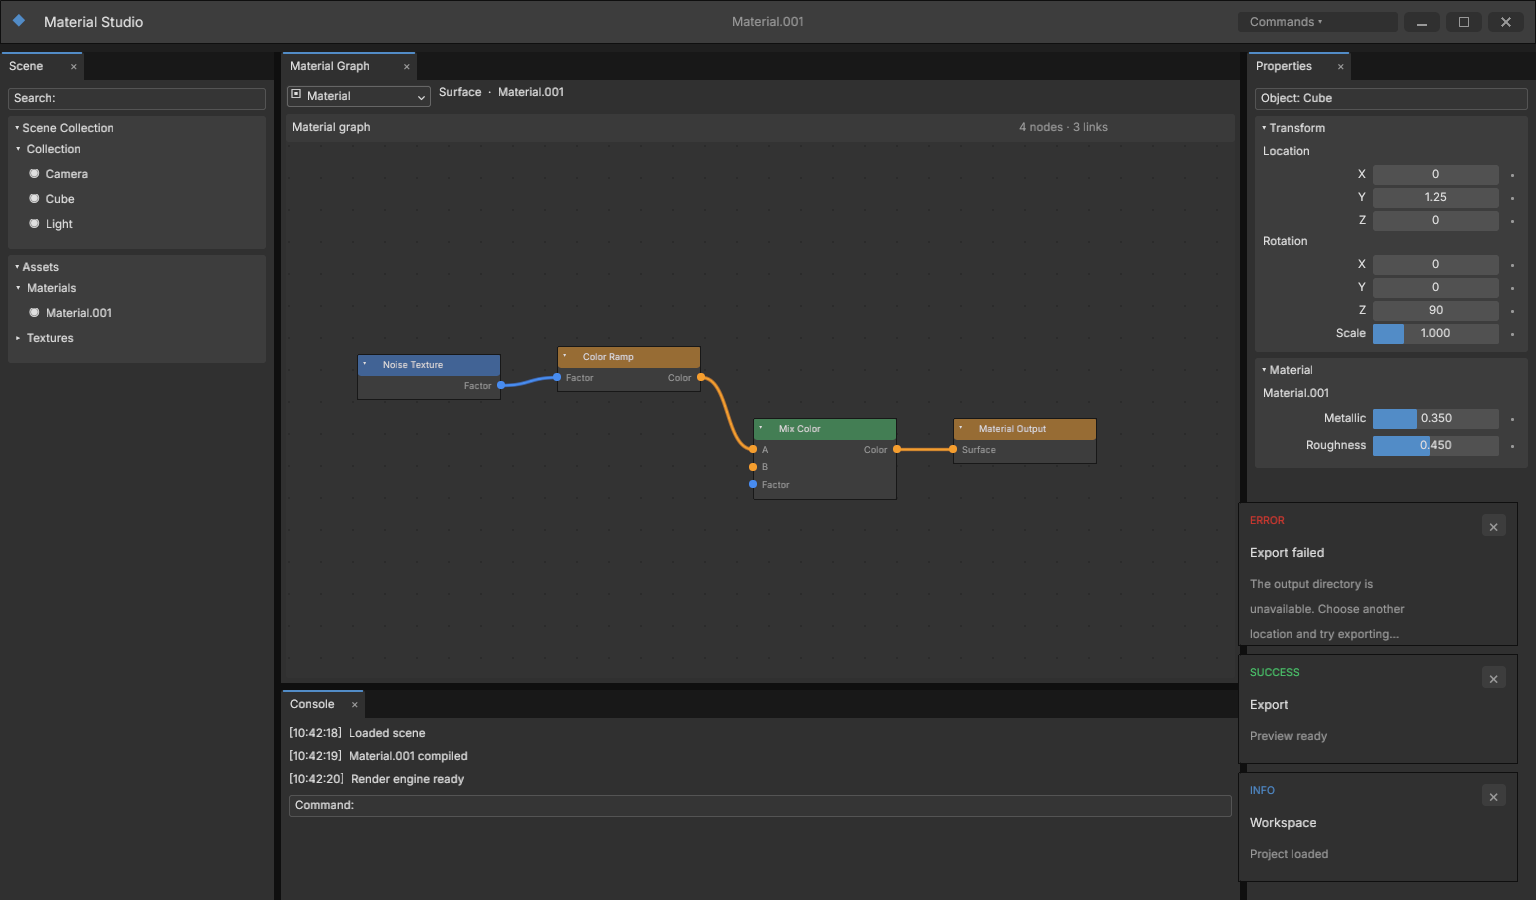 Material Studio
Material.001
Commands
Scene
Search:
Scene Collection
Collection
Camera
Cube
Light
Assets
Materials
Material.001
Textures
Material Graph
Material
Surface · Material.001
Material graph
4 nodes · 3 links
Noise Texture
Factor
Color Ramp
Factor Color
Mix Color
A Color
B
Factor
Material Output
Surface
Console
[10:42:18] Loaded scene
[10:42:19] Material.001 compiled
[10:42:20] Render engine ready
Command:
Properties
Object: Cube
Transform
Location
X 0
Y 1.25
Z 0
Rotation
X 0
Y 0
Z 90
Scale 1.000
Material
Material.001
Metallic 0.350
Roughness 0.450
ERROR
Export failed
The output directory is
unavailable. Choose another
location and try exporting...
SUCCESS
Export
Preview ready
INFO
Workspace
Project loaded